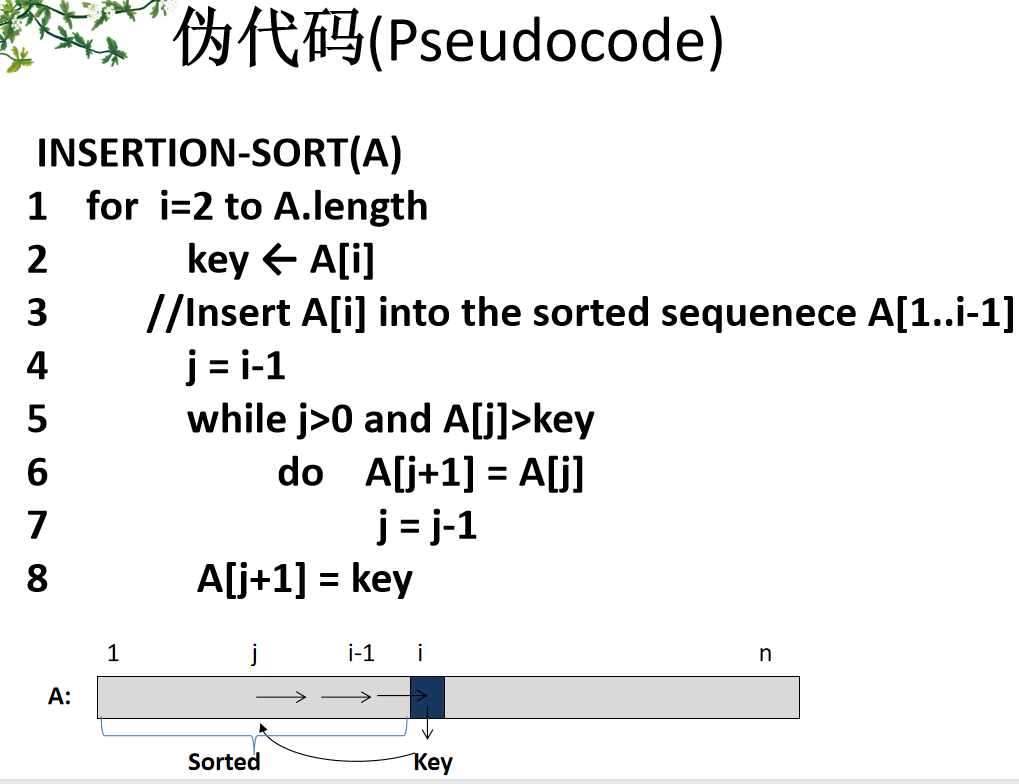 伪代码(Pseudocode)
INSERTION-SORT(A)
1 for i=2 to A.length
2 key ← A[i]
3 //Insert A[i] into the sorted sequenece A[1..i-1]
4 j = i-1
5 while j>0 and A[j]>key
6 do A[j+1] = A[j]
7 j = j-1
8 A[j+1] = key
1 j i-1 i n
A:
Sorted Key